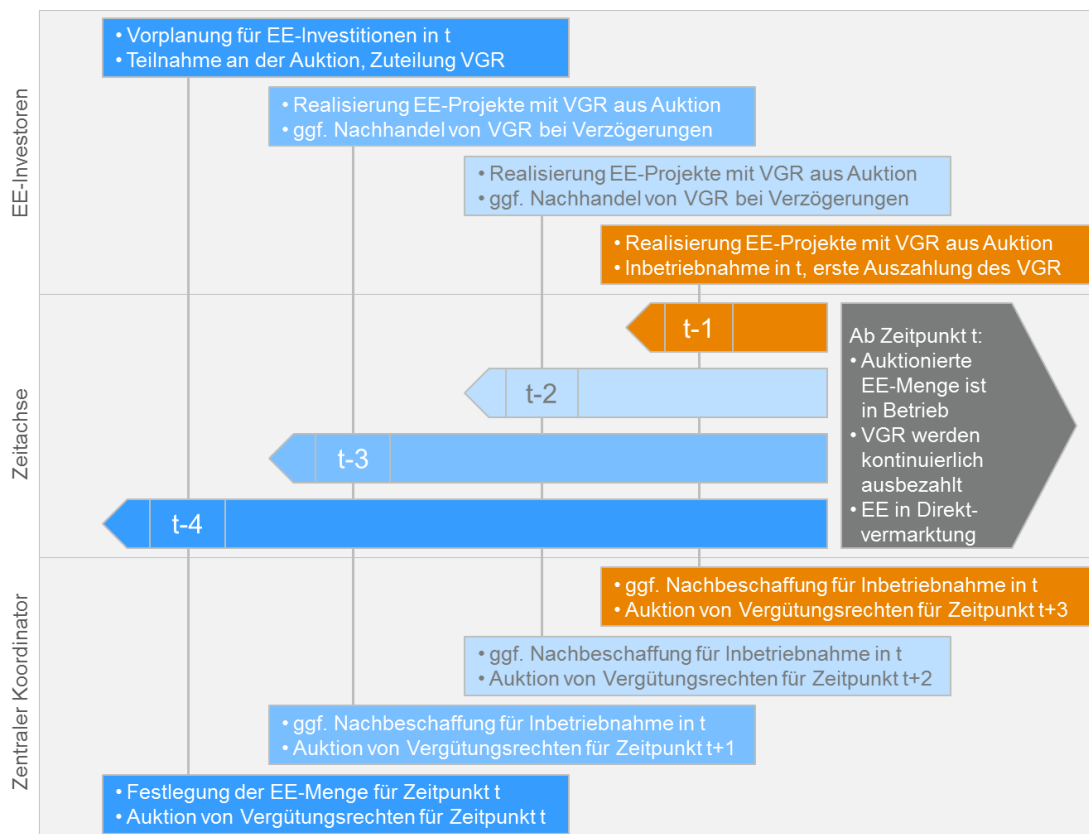 EE-Investoren
• Vorplanung für EE-Investitionen in t
• Teilnahme an der Auktion, Zuteilung VGR
• Realisierung EE-Projekte mit VGR aus Auktion
• ggf. Nachhandel von VGR bei Verzögerungen
• Realisierung EE-Projekte mit VGR aus Auktion
• ggf. Nachhandel von VGR bei Verzögerungen
• Realisierung EE-Projekte mit VGR aus Auktion
• Inbetriebnahme in t, erste Auszahlung des VGR
Zeitachse
t-1
t-2
t-3
t-4
Ab Zeitpunkt t:
• Auktionierte
EE-Menge ist
in Betrieb
• VGR werden
kontinuierlich
ausbezahlt
• EE in Direkt-
vermarktung
Zentraler Koordinator
• ggf. Nachbeschaffung für Inbetriebnahme in t
• Auktion von Vergütungsrechten für Zeitpunkt t+3
• ggf. Nachbeschaffung für Inbetriebnahme in t
• Auktion von Vergütungsrechten für Zeitpunkt t+2
• ggf. Nachbeschaffung für Inbetriebnahme in t
• Auktion von Vergütungsrechten für Zeitpunkt t+1
• Festlegung der EE-Menge für Zeitpunkt t
• Auktion von Vergütungsrechten für Zeitpunkt t